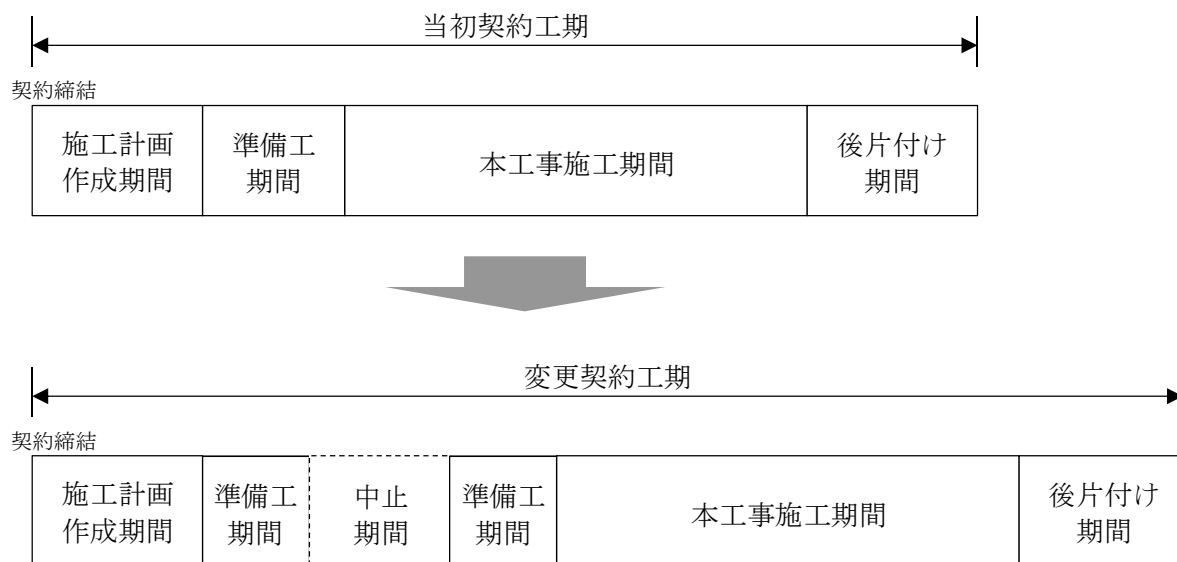 当初契約工期
契約締結
施工計画
作成期間
準備工
期間
本工事施工期間
後片付け
期間
変更契約工期
契約締結
施工計画
作成期間
準備工
期間
中止
期間
準備工
期間
本工事施工期間
後片付け
期間